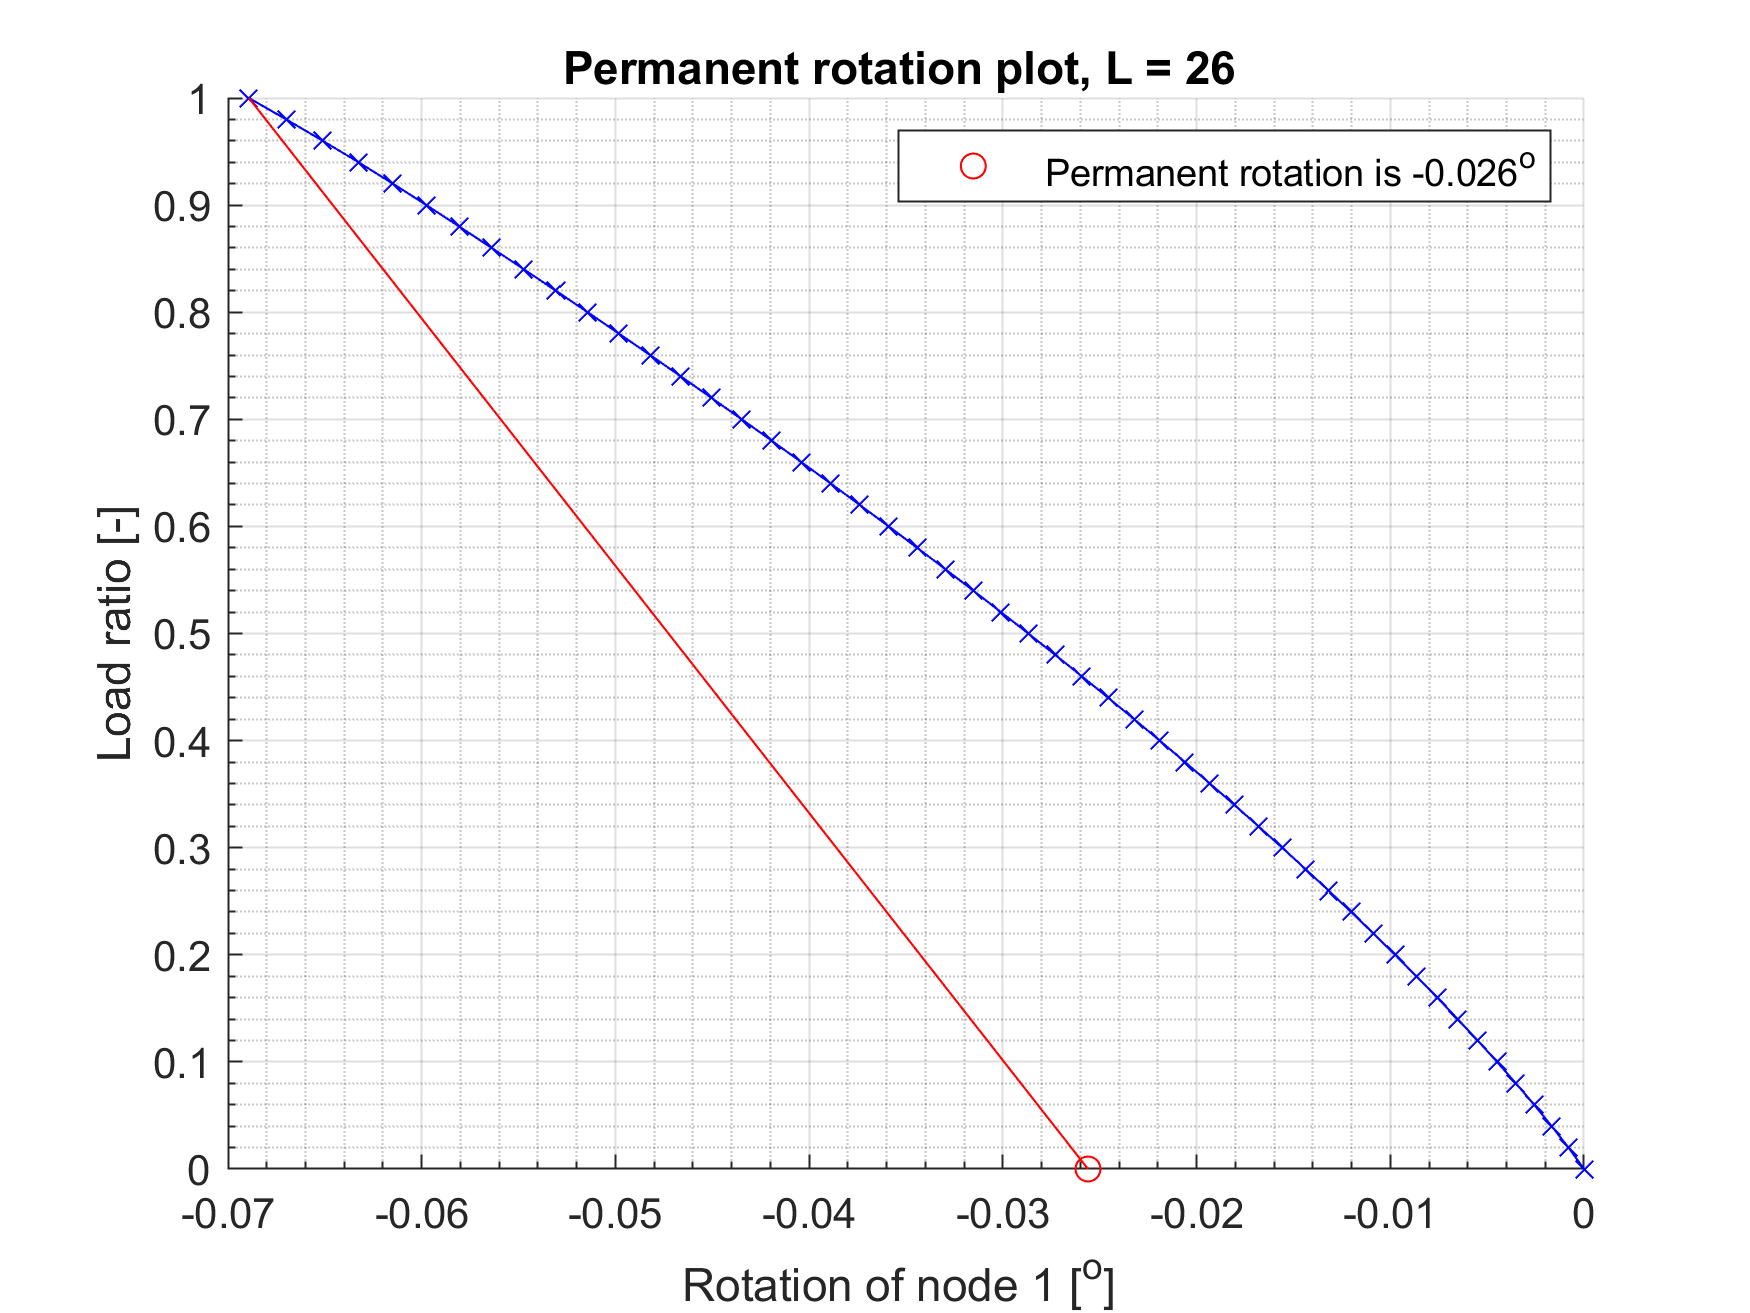 Permanent rotation plot, L = 26
Permanent rotation is -0.026o
1
0.9
0.8
0.7
0.6
0.5
0.4
0.3
0.2
0.1
0
Load ratio [-]
-0.07 -0.06 -0.05 -0.04 -0.03 -0.02 -0.01 0
Rotation of node 1 [o]